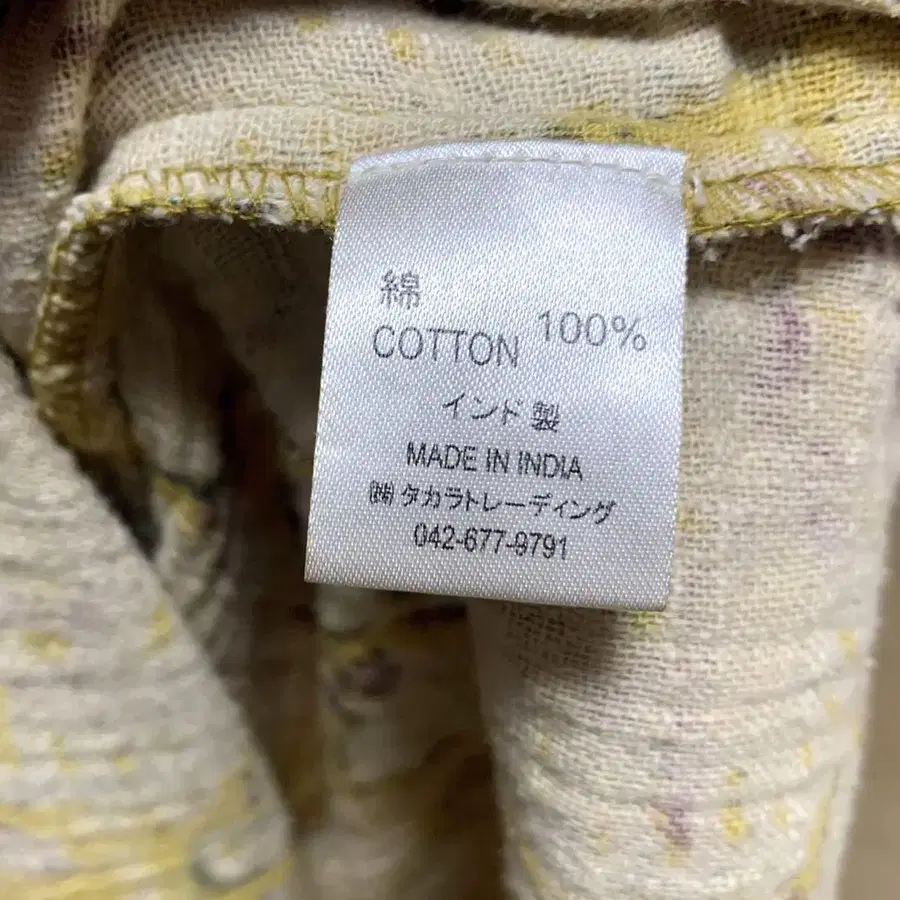 綿
COTTON 100%
インド製
MADE IN INDIA
㈱タカラトレーディング
042-677-9791